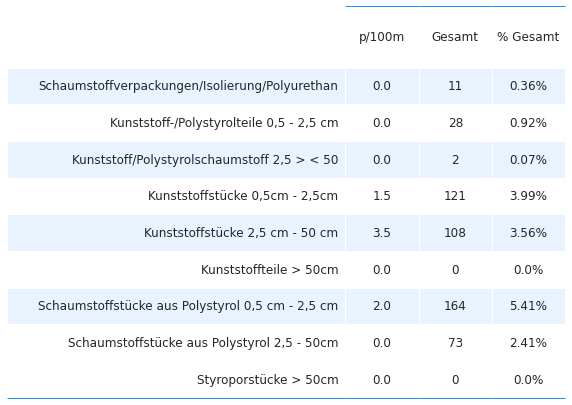 p/100m Gesamt % Gesamt
Schaumstoffverpackungen/Isolierung/Polyurethan 0.0 11 0.36%
Kunststoff-/Polystyrolteile 0,5 - 2,5 cm 0.0 28 0.92%
Kunststoff/Polystyrolschaumstoff 2,5 > < 50 0.0 2 0.07%
Kunststoffstücke 0,5cm - 2,5cm 1.5 121 3.99%
Kunststoffstücke 2,5 cm - 50 cm 3.5 108 3.56%
Kunststoffteile > 50cm 0.0 0 0.0%
Schaumstoffstücke aus Polystyrol 0,5 cm - 2,5 cm 2.0 164 5.41%
Schaumstoffstücke aus Polystyrol 2,5 - 50cm 0.0 73 2.41%
Styroporstücke > 50cm 0.0 0 0.0%